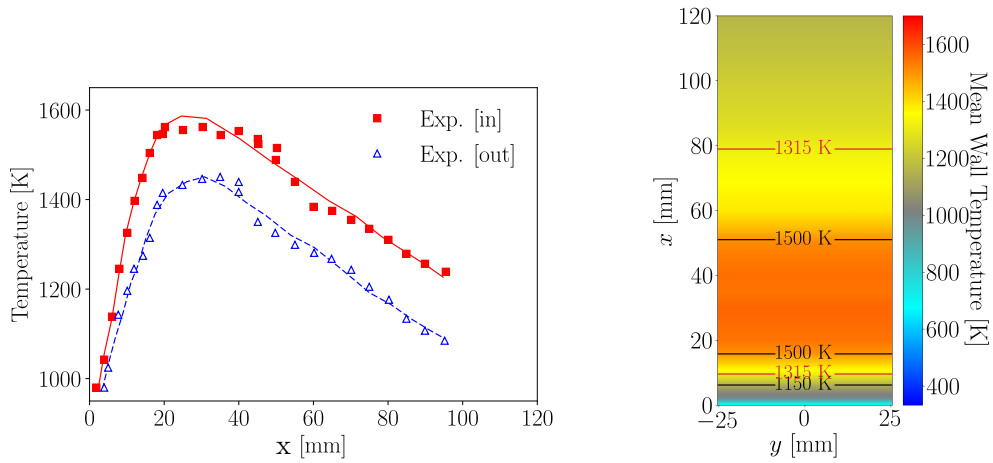 1600
1400
1200
1000
0
20
40
60
80
100
120
x [mm]
Temperature [K]
Exp. [in]
Exp. [out]
120
100
80
60
40
20
0
x [mm]
−25
0
25
y [mm]
1315 K
1500 K
1500 K
1315 K
1150 K
1600
1400
1200
1000
800
600
400
Mean Wall Temperature [K]